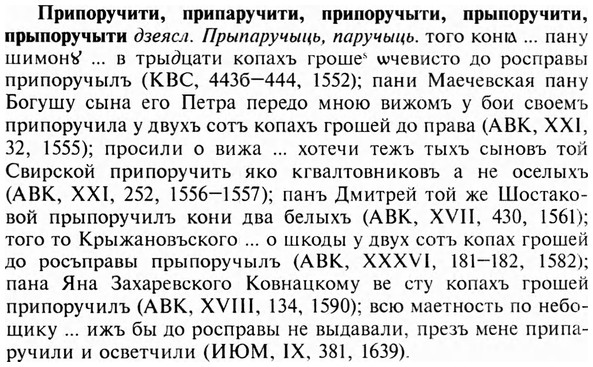 Припоручити, припаручити, припоручыти, прыпоручити,
прыпоручыти дзеясл. Прыпаручыць, паручыць. того конѧ ... пану
шимонꙋ ... в трыдцати копахъ грошеⷵ ѡчевисто до росправы
припоручылъ (КВС, 443б—444, 1552); пани Маечевская пану
Богушу сына его Петра передо мною вижомъ у бои своемъ
припоручила у двухъ сотъ копахъ грошей до права (АВК, XXI,
32, 1555); просили о вижа ... хотечи тежъ тыхъ сыновъ той
Свирской припоручить яко кгвалтовниковъ а не оселыхъ
(АВК, XXI, 252, 1556—1557); панъ Дмитрей той же Шостако-
вой прыпоручилъ кони два белыхъ (АВК, XVII, 430, 1561);
того то Крыжановъского ... о шкоды у двух сотъ копах грошей
до росъправы прыпоручылъ (АВК, XXXVI, 181—182, 1582);
пана Яна Захаревского Ковнацкому ве сту копахъ грошей
припоручилъ (АВК, XVIII, 134, 1590); всю маетность по небо-
щику ... ижъ бы до росправы не выдавали, презъ мене припа-
ручили и осветчили (ИЮМ, IX, 381, 1639).